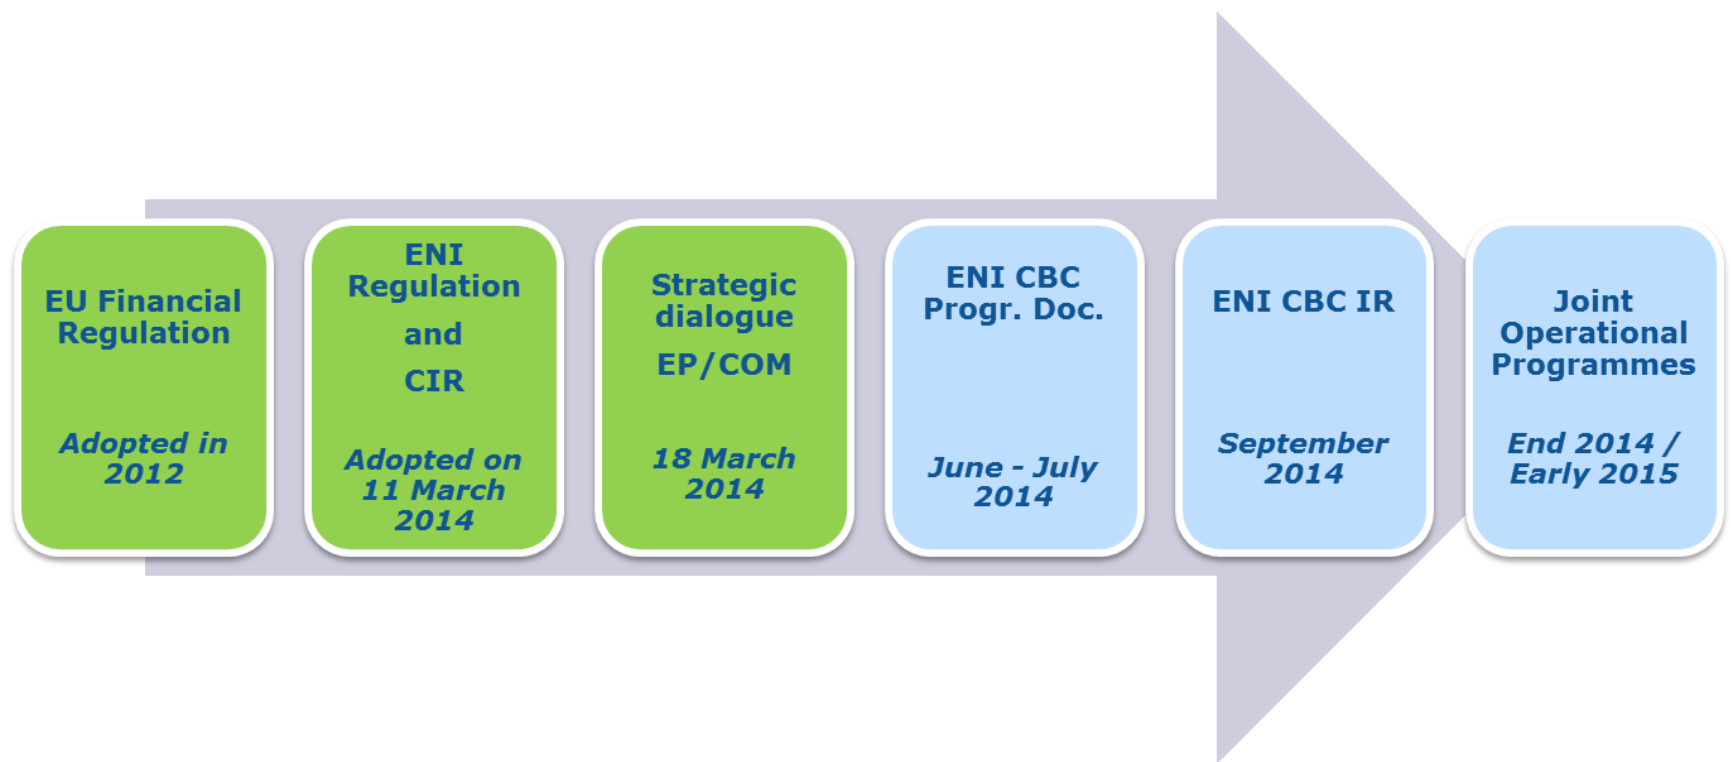 EU Financial
Regulation
Adopted in
2012
ENI
Regulation
and
CIR
Adopted on
11 March
2014
Strategic
dialogue
EP/COM
18 March
2014
ENI CBC
Progr. Doc.
June - July
2014
ENI CBC IR
September
2014
Joint
Operational
Programmes
End 2014 /
Early 2015